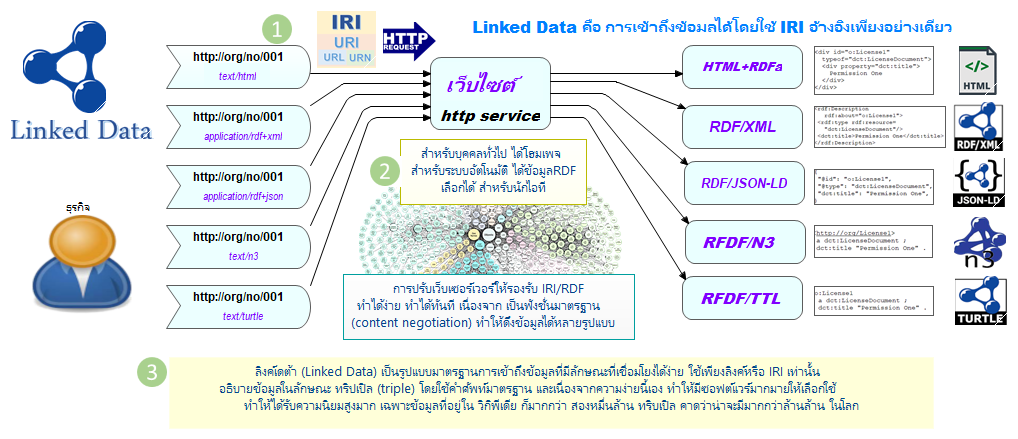 Linked Data คือ การเข้าถึงข้อมูลได้โดยใช้ IRI อ้างอิงเพียงอย่างเดียว
1
IRI
URI
URL URN
HTTP
REQUEST
Linked Data
ธุรกิจ
http://org/no/001
text/html
http://org/no/001
application/rdf+xml
http://org/no/001
application/rdf+json
http://org/no/001
text/n3
http://org/no/001
text/turtle
เว็บไซต์
http service
2
สำหรับบุคคลทั่วไป ได้โฮมเพจ
สำหรับระบบอัตโนมัติ ได้ข้อมูลRDF
เลือกได้ สำหรับนักไอที
การปรับเว็บเซอร์เวอร์ให้รองรับ IRI/RDF
ทำได้ง่าย ทำได้ทันที เนื่องจาก เป็นฟังชั่นมาตรฐาน
(content negotiation) ทำให้ดึงข้อมูลได้หลายรูปแบบ
HTML+RDFa
<div id="o:License1"
typeof="dct:LicenseDocument">
<div property="dct:title">
Permission One
</div>
</div>
HTML
RDF/XML
<rdf:Description
rdf:about="o:License1">
<rdf:type rdf:resource=
"dct:LicenseDocument"/>
<dct:title>Permission One</dct:title>
</rdf:Description>
RDF/XML
RDF/JSON-LD
{
"@id": "o:License1",
"@type": "dct:LicenseDocument",
"dct:title": "Permission One",
}
JSON-LD
RFDF/N3
<http://org/License1>
a dct:LicenseDocument ;
dct:title "Permission One" .
n3
RFDF/TTL
o:License1
a dct:LicenseDocument ;
dct:title "Permission One" .
TURTLE
3
ลิงค์ดต้า (Linked Data) เป็นรูปแบบมาตรฐานการเข้าถึงข้อมูลที่มีลักษณะที่เชื่อมโยงได้ง่าย ใช้เพียงลิงค์หรือ IRI เท่านั้น
อธิบายข้อมูลในลักษณะ ทริปเปิล (triple) โดยใช้คำศัพท์มาตรฐาน และเนื่องจากความง่ายนี้เอง ทำให้มีซอฟต์แวร์มากมายให้เลือกใช้
ทำให้ได้รับความนิยมสูงมาก เฉพาะข้อมูลที่อยู่ใน วิกิพีเดีย ก็มากกว่า สองหมื่นล้าน ทริบเปิล คาดว่าน่าจะมีมากกว่าล้านล้าน ในโลก